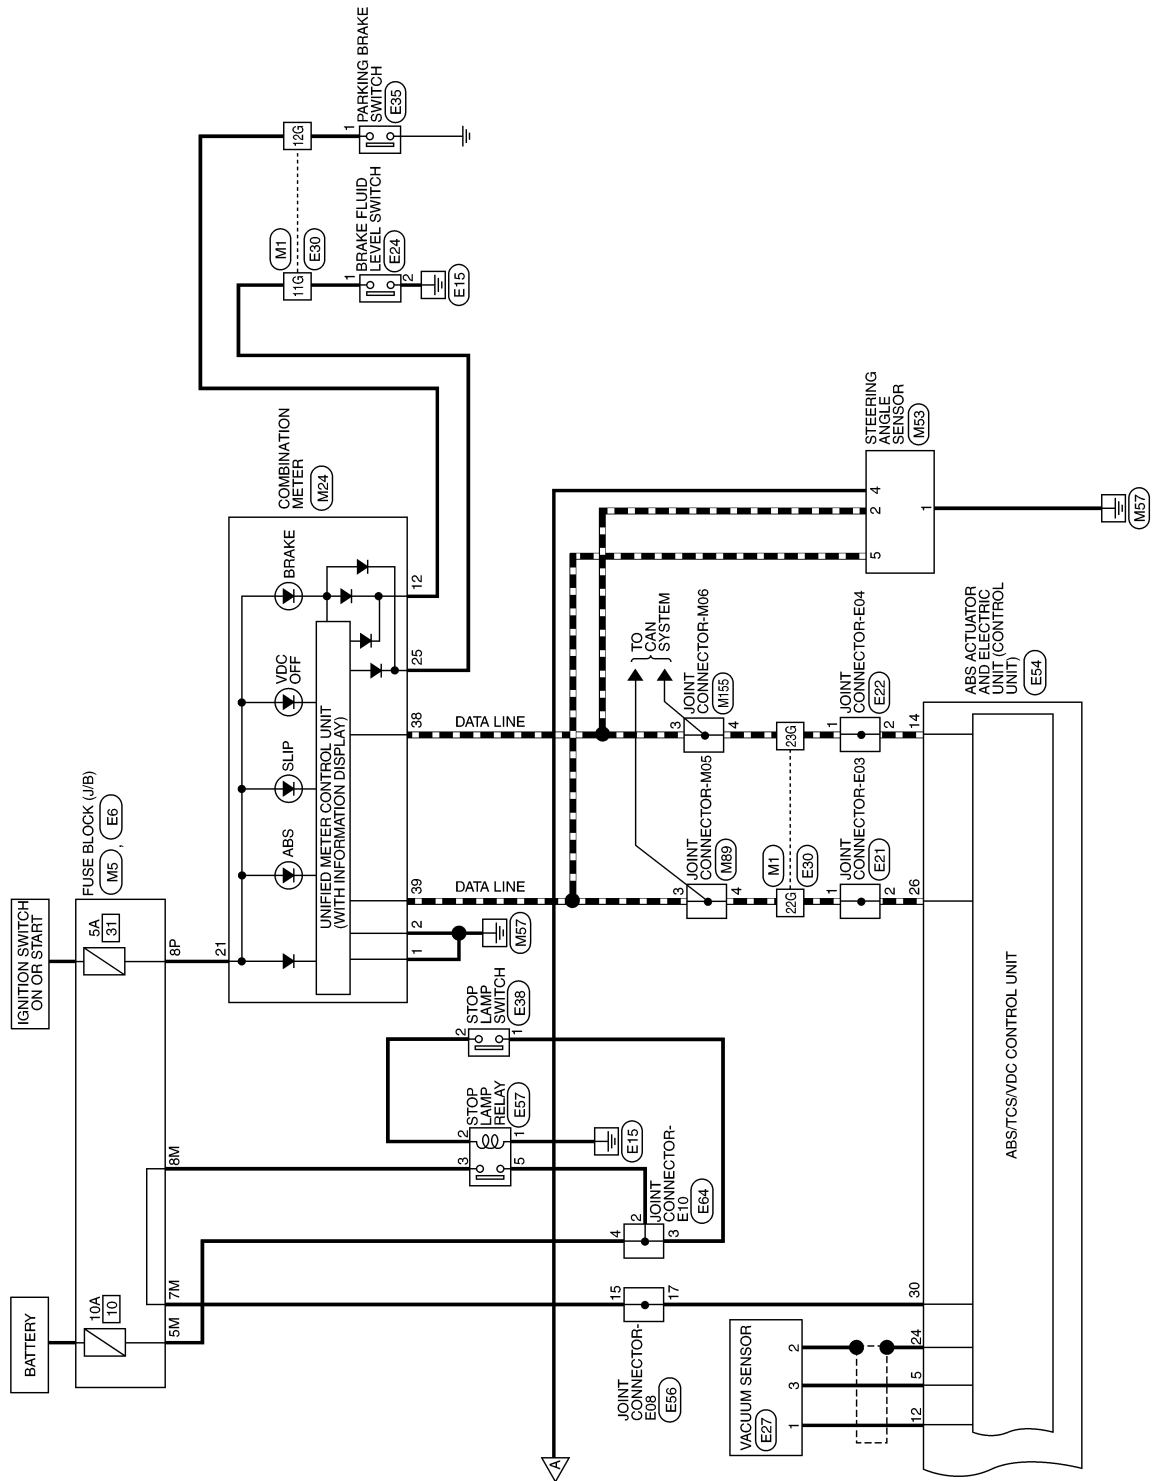 BATTERY
IGNITION SWITCH
ON OR START
FUSE BLOCK (J/B)
M5 , E6
10A
10
5A
31
5M
7M
8M
8P
21
COMBINATION
METER
M24
ABS
SLIP
VDC
OFF
BRAKE
UNIFIED METER CONTROL UNIT
(WITH INFORMATION DISPLAY)
1
2
39
38
25
12
M57
DATA LINE
DATA LINE
M1
E30
11G
12G
1
BRAKE FLUID
LEVEL SWITCH
E24
2
E15
1
PARKING BRAKE
SWITCH
E35
STOP
LAMP
SWITCH
E38
2
1
STOP
LAMP
RELAY
E57
2
3
1
5
E15
JOINT
CONNECTOR-
E10
E64
4
2
3
JOINT
CONNECTOR-
E08
E56
15
17
JOINT
CONNECTOR-M05
M89
3
4
JOINT
CONNECTOR-M06
M155
3
4
TO
CAN
SYSTEM
M1
E30
22G
23G
JOINT
CONNECTOR-E03
E21
1
2
JOINT
CONNECTOR-E04
E22
1
2
STEERING
ANGLE
SENSOR
M53
5
2
4
1
M57
VACUUM SENSOR
E27
1
3
2
12
5
24
30
26
14
ABS ACTUATOR
AND ELECTRIC
UNIT (CONTROL
UNIT)
E54
ABS/TCS/VDC CONTROL UNIT
A